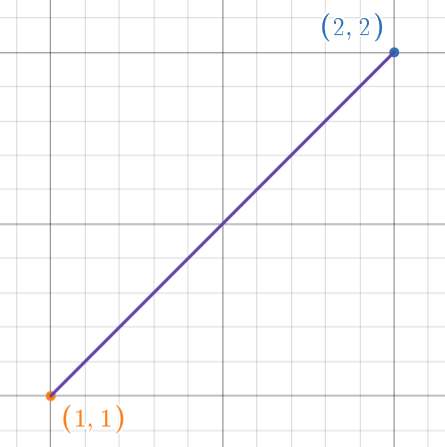 (2, 2)
(1, 1)